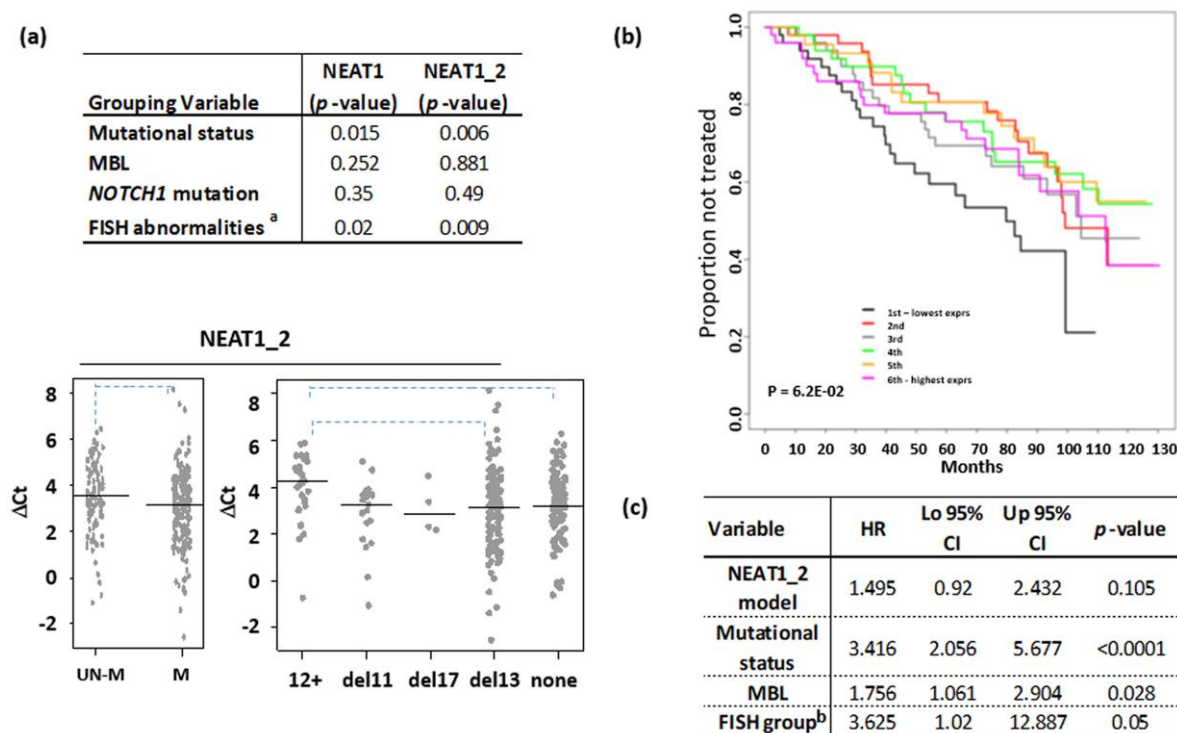 (a)
NEAT1 NEAT1_2
Grouping Variable (p-value) (p-value)
Mutational status 0.015 0.006
MBL 0.252 0.881
NOTCH1 mutation 0.35 0.49
FISH abnormalities a 0.02 0.009
NEAT1_2
ΔCt
8
6
4
2
0
-2
UN-M M
ΔCt
8
6
4
2
0
-2
12+ del11 del17 del13 none
(b)
Proportion not treated
1.0
0.8
0.6
0.4
0.2
0.0
1st – lowest exprs
2nd
3rd
4th
5th
6th - highest exprs
P = 6.2E-02
0 10 20 30 40 50 60 70 80 90 100 110 120 130
Months
(c)
Variable HR Lo 95% CI Up 95% CI p-value
NEAT1_2 model 1.495 0.92 2.432 0.105
Mutational status 3.416 2.056 5.677 <0.0001
MBL 1.756 1.061 2.904 0.028
FISH group b 3.625 1.02 12.887 0.05